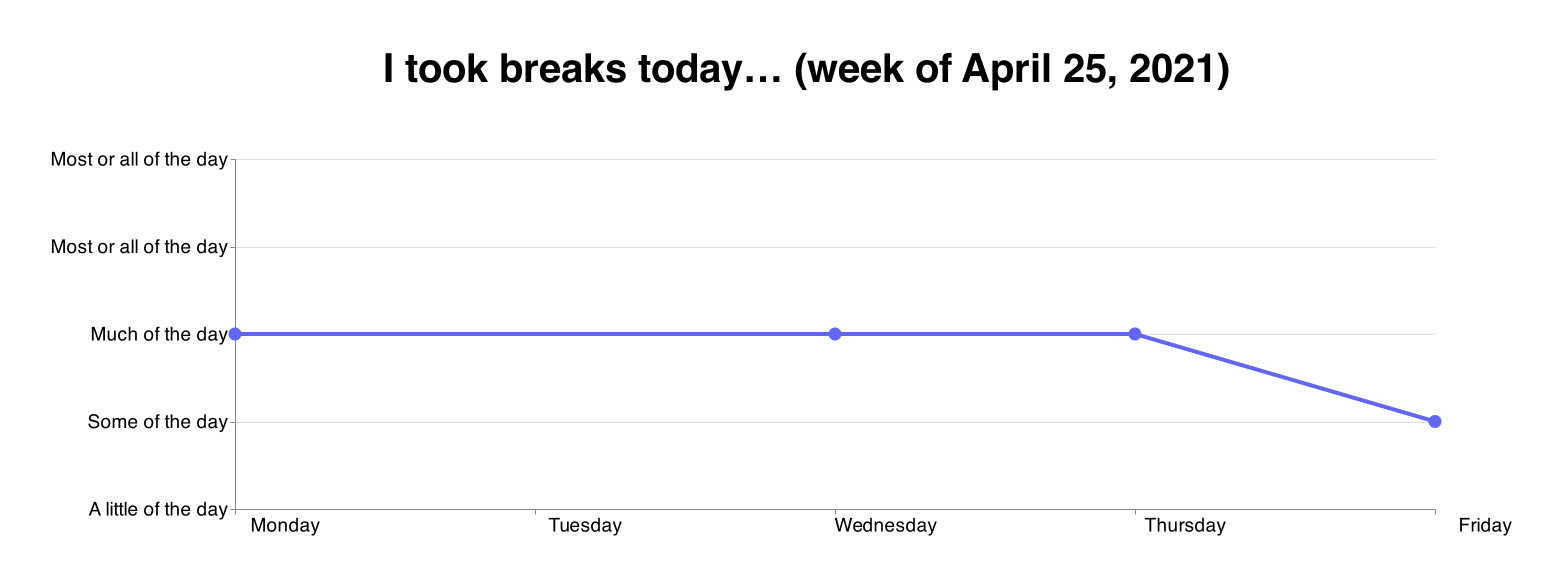 I took breaks today… (week of April 25, 2021)
Most or all of the day
Most or all of the day
Much of the day
Some of the day
A little of the day
Monday Tuesday Wednesday Thursday Friday